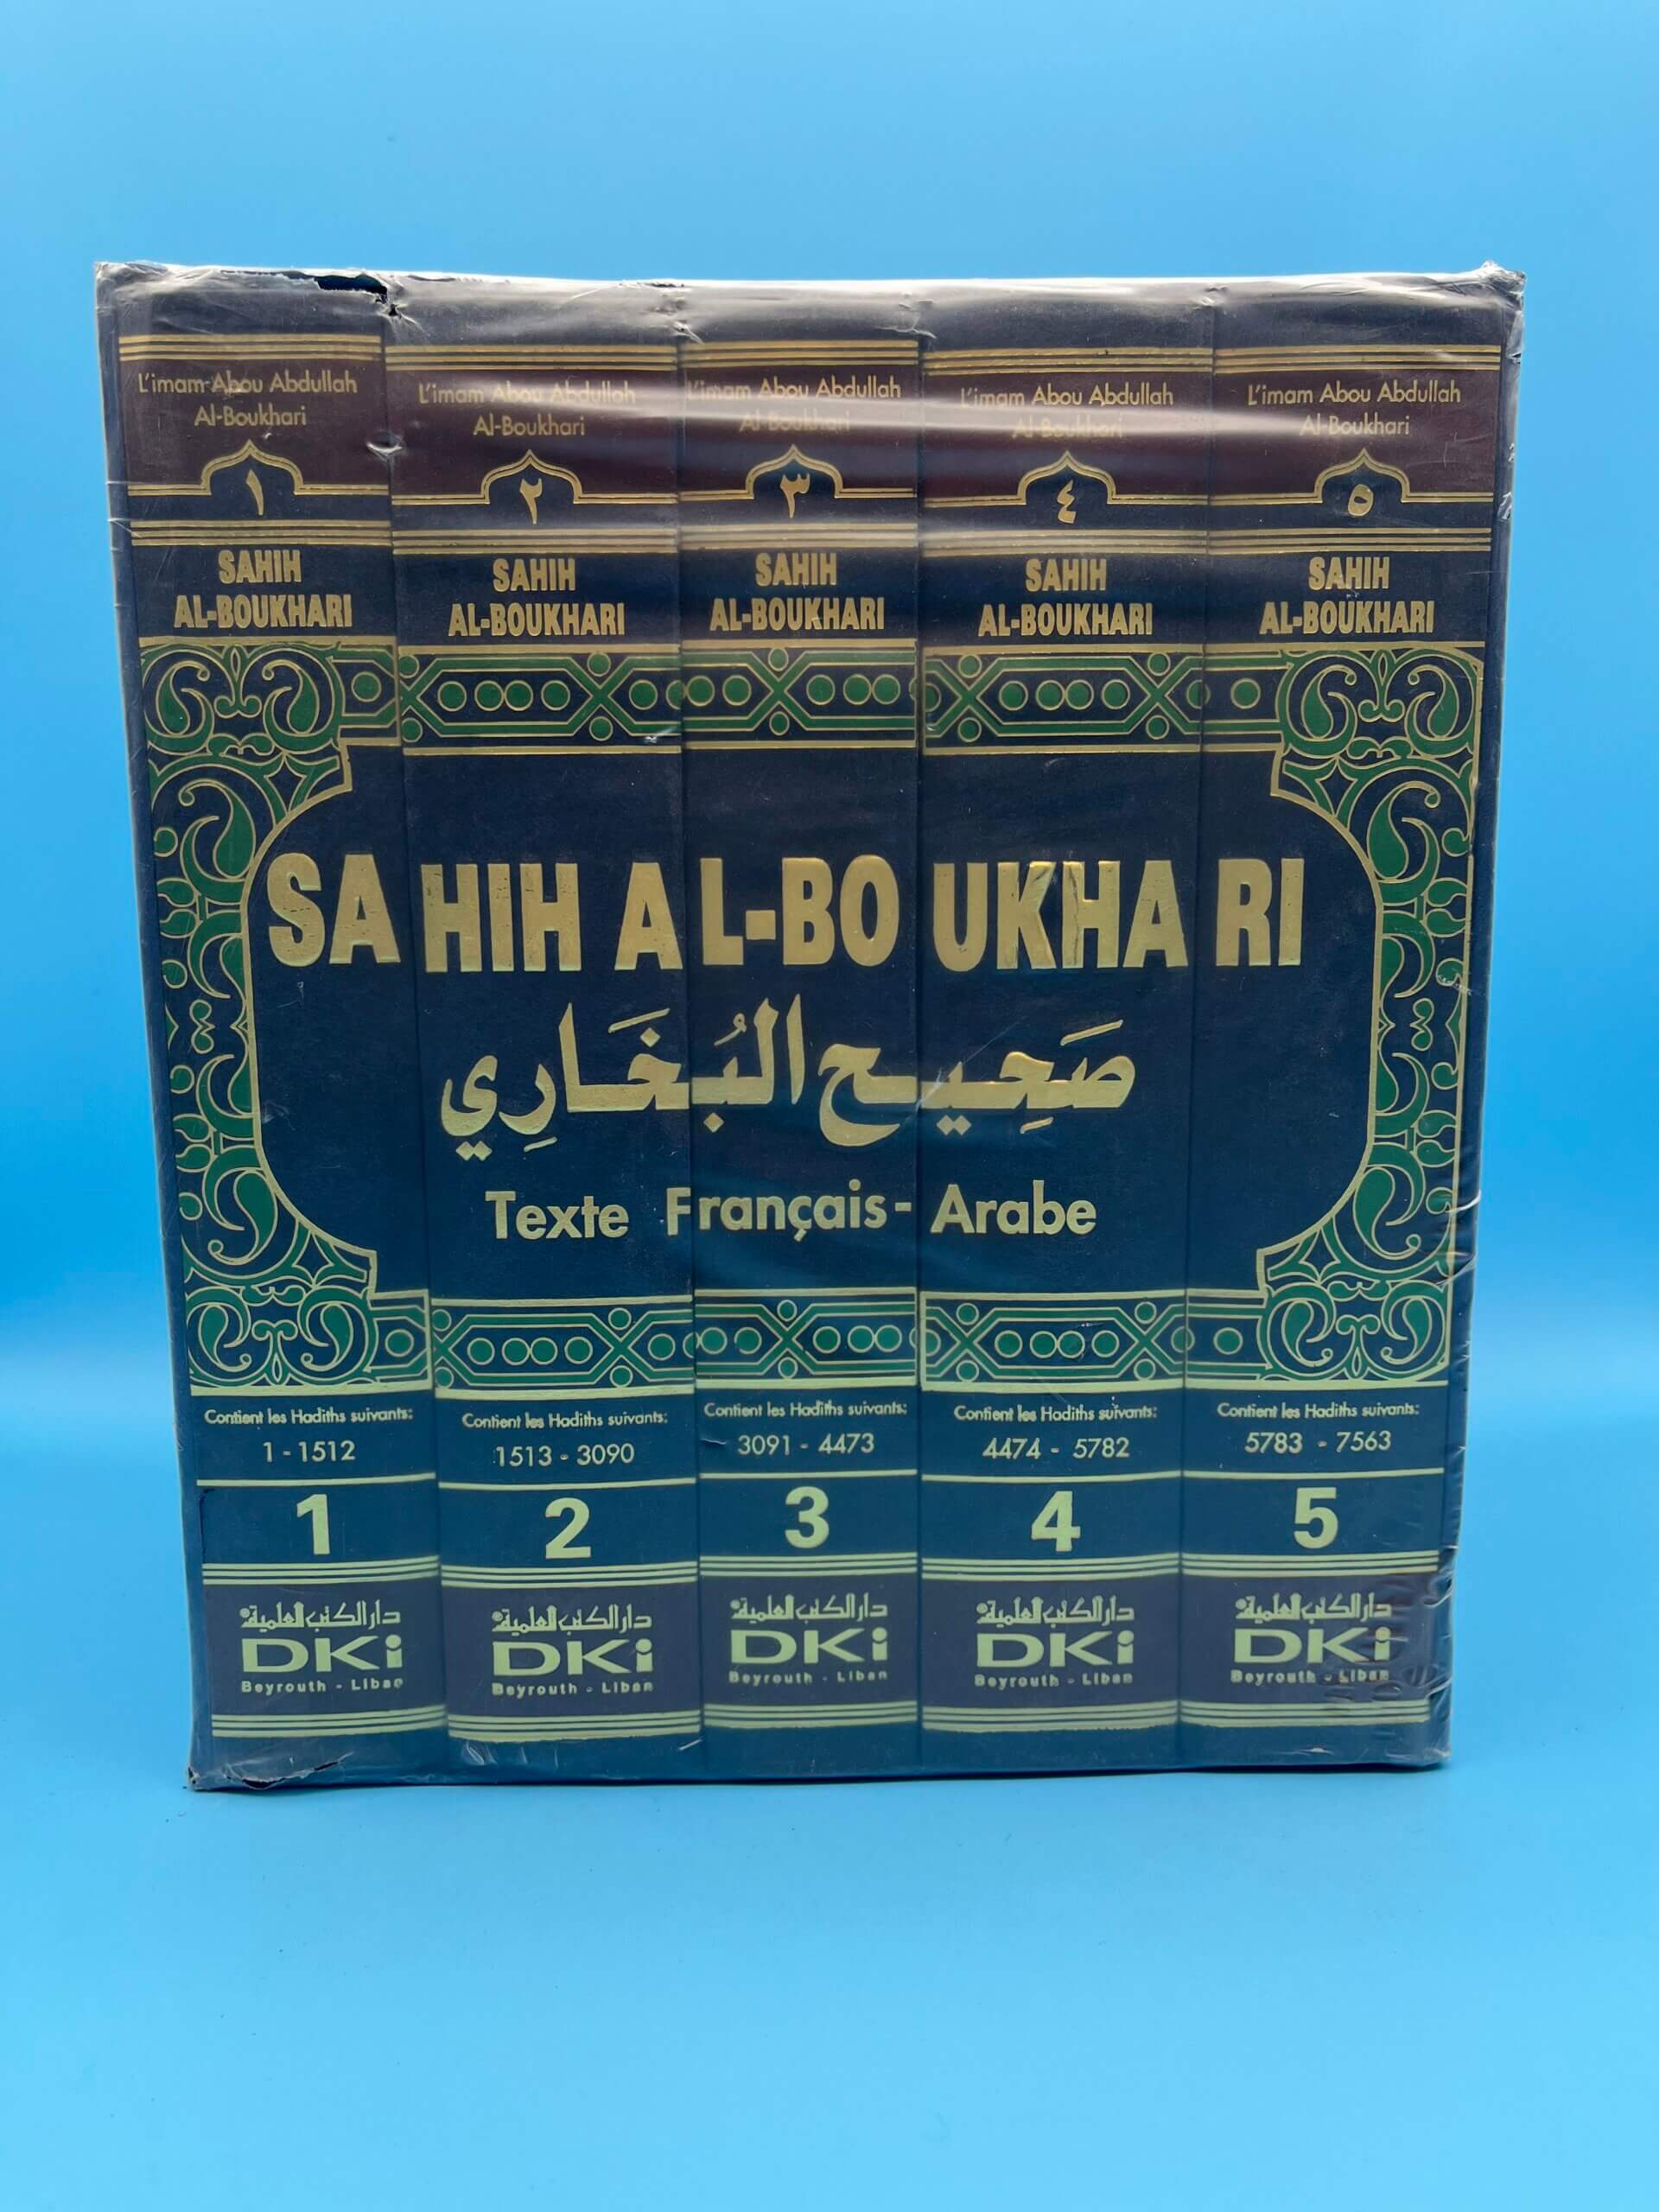 L'imam Abou Abdullah
Al-Boukhari
١
SAHIH
AL-BOUKHARI
L'imam Abou Abdullah
Al-Boukhari
٢
SAHIH
AL-BOUKHARI
L'imam Abou Abdullah
Al-Boukhari
٣
SAHIH
AL-BOUKHARI
L'imam Abou Abdullah
Al-Boukhari
٤
SAHIH
AL-BOUKHARI
L'imam Abou Abdullah
Al-Boukhari
٥
SAHIH
AL-BOUKHARI
SAHIH AL-BOUKHARI
صَحِيح البُخَارِي
Texte Français - Arabe
Contient les Hadiths suivants:
1 - 1512
1
دار الكتب العلمية
DKi
Beyrouth - Liban
Contient les Hadiths suivants:
1513 - 3090
2
دار الكتب العلمية
DKi
Beyrouth - Liban
Contient les Hadiths suivants:
3091 - 4473
3
دار الكتب العلمية
DKi
Beyrouth - Liban
Contient les Hadiths suivants:
4474 - 5782
4
دار الكتب العلمية
DKi
Beyrouth - Liban
Contient les Hadiths suivants:
5783 - 7563
5
دار الكتب العلمية
DKi
Beyrouth - Liban